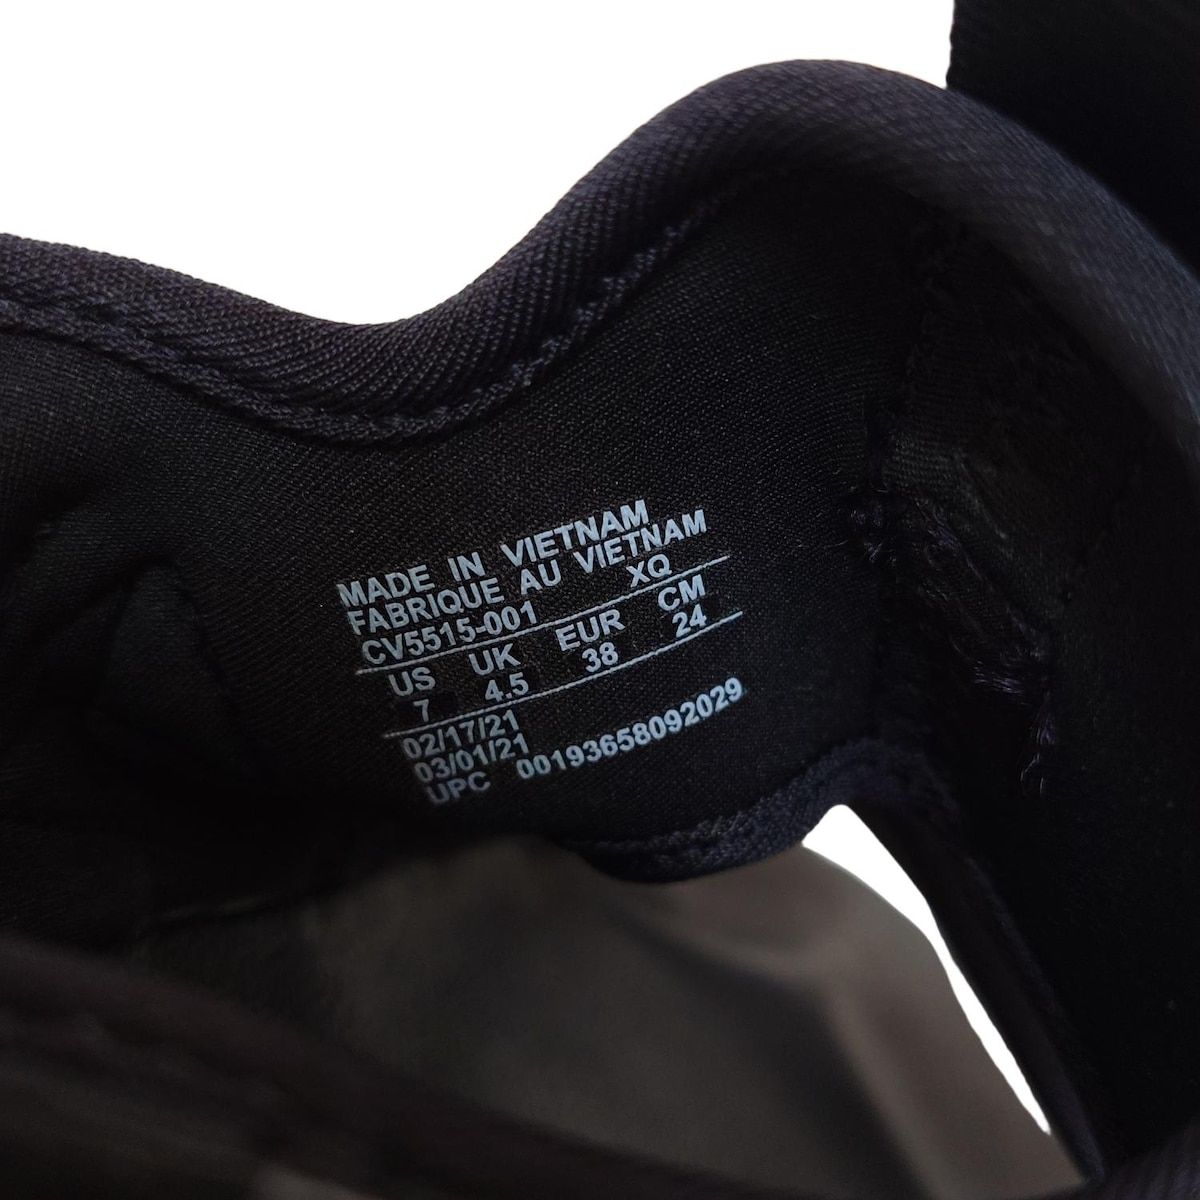 MADE IN VIETNAM
FABRIQUE AU VIETNAM
CV5515-001 XQ
US UK EUR CM
7 4.5 38 24
02/17/21
03/01/21
UPC 00193658092029